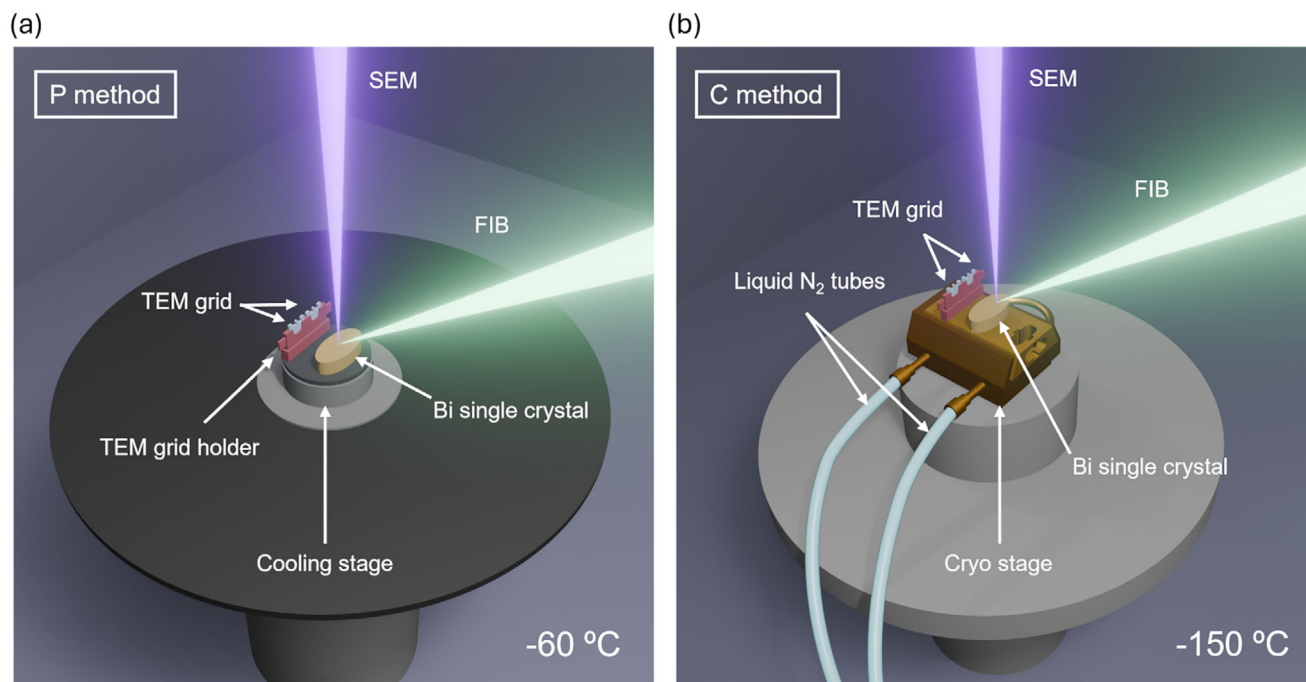 (a)
P method
SEM
FIB
TEM grid
TEM grid holder
Bi single crystal
Cooling stage
-60 ºC
(b)
C method
SEM
FIB
TEM grid
Liquid N₂ tubes
Bi single crystal
Cryo stage
-150 ºC